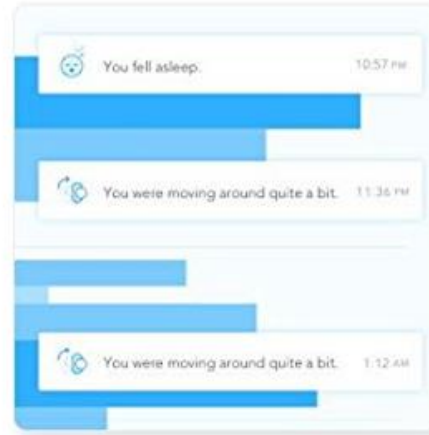 You fell asleep. 10:57 PM
You were moving around quite a bit. 11:36 PM
You were moving around quite a bit. 1:12 AM